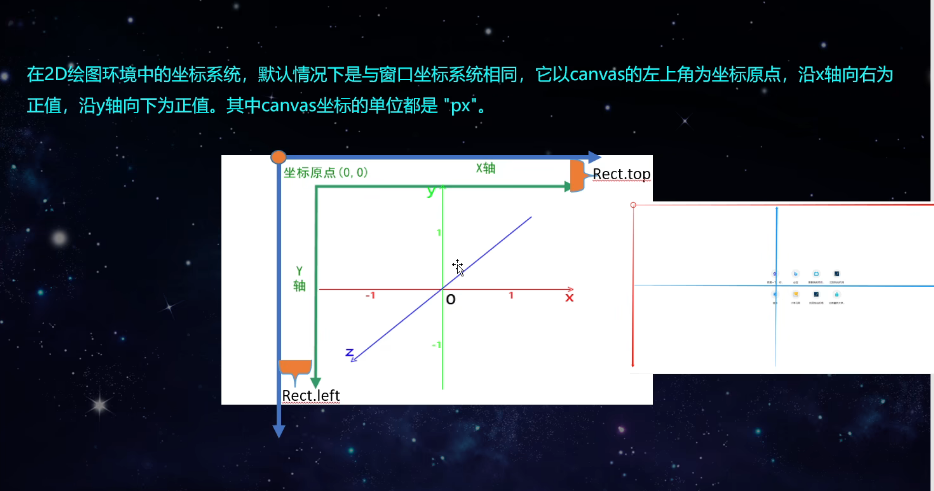 在2D绘图环境中的坐标系统，默认情况下是与窗口坐标系统相同，它以canvas的左上角为坐标原点，沿x轴向右为
正值，沿y轴向下为正值。其中canvas坐标的单位都是 "px"。
坐标原点(0,0)
X轴
Rect.top
y
1
Y
轴
-1
O
1
x
-1
z
Rect.left